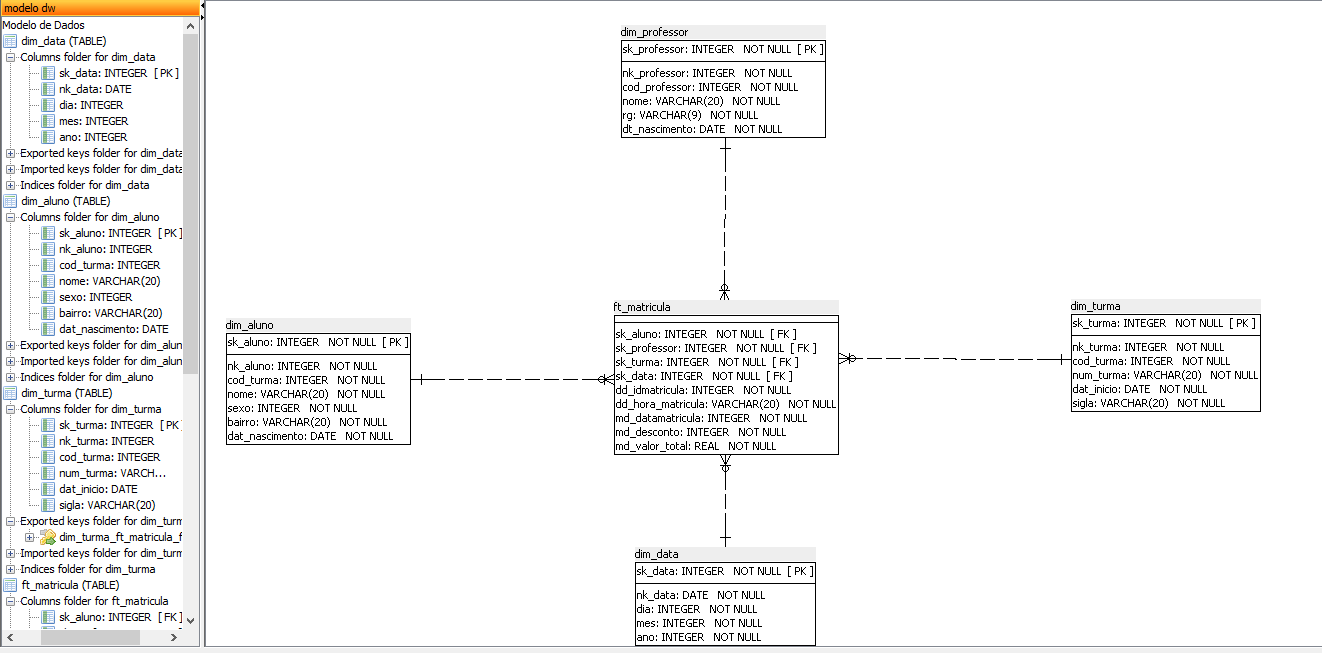 modelo dw
Modelo de Dados
dim_data (TABLE)
Columns folder for dim_data
sk_data: INTEGER [ PK ]
nk_data: DATE
dia: INTEGER
mes: INTEGER
ano: INTEGER
Exported keys folder for dim_data
Imported keys folder for dim_data
Indices folder for dim_data
dim_aluno (TABLE)
Columns folder for dim_aluno
sk_aluno: INTEGER [ PK ]
nk_aluno: INTEGER
cod_turma: INTEGER
nome: VARCHAR(20)
sexo: INTEGER
bairro: VARCHAR(20)
dat_nascimento: DATE
Exported keys folder for dim_alun
Imported keys folder for dim_alun
Indices folder for dim_aluno
dim_turma (TABLE)
Columns folder for dim_turma
sk_turma: INTEGER [ PK
nk_turma: INTEGER
cod_turma: INTEGER
num_turma: VARCH...
dat_inicio: DATE
sigla: VARCHAR(20)
Exported keys folder for dim_turm
dim_turma_ft_matricula_f
Imported keys folder for dim_turm
Indices folder for dim_turma
ft_matricula (TABLE)
Columns folder for ft_matricula
sk_aluno: INTEGER [ FK ]
dim_professor
sk_professor: INTEGER NOT NULL [ PK ]
nk_professor: INTEGER NOT NULL
cod_professor: INTEGER NOT NULL
nome: VARCHAR(20) NOT NULL
rg: VARCHAR(9) NOT NULL
dt_nascimento: DATE NOT NULL
dim_aluno
sk_aluno: INTEGER NOT NULL [ PK ]
nk_aluno: INTEGER NOT NULL
cod_turma: INTEGER NOT NULL
nome: VARCHAR(20) NOT NULL
sexo: INTEGER NOT NULL
bairro: VARCHAR(20) NOT NULL
dat_nascimento: DATE NOT NULL
ft_matricula
sk_aluno: INTEGER NOT NULL [ FK ]
sk_professor: INTEGER NOT NULL [ FK ]
sk_turma: INTEGER NOT NULL [ FK ]
sk_data: INTEGER NOT NULL [ FK ]
dd_idmatricula: INTEGER NOT NULL
dd_hora_matricula: VARCHAR(20) NOT NULL
md_datamatricula: INTEGER NOT NULL
md_desconto: INTEGER NOT NULL
md_valor_total: REAL NOT NULL
dim_turma
sk_turma: INTEGER NOT NULL [ PK ]
nk_turma: INTEGER NOT NULL
cod_turma: INTEGER NOT NULL
num_turma: VARCHAR(20) NOT NULL
dat_inicio: DATE NOT NULL
sigla: VARCHAR(20) NOT NULL
dim_data
sk_data: INTEGER NOT NULL [ PK ]
nk_data: DATE NOT NULL
dia: INTEGER NOT NULL
mes: INTEGER NOT NULL
ano: INTEGER NOT NULL